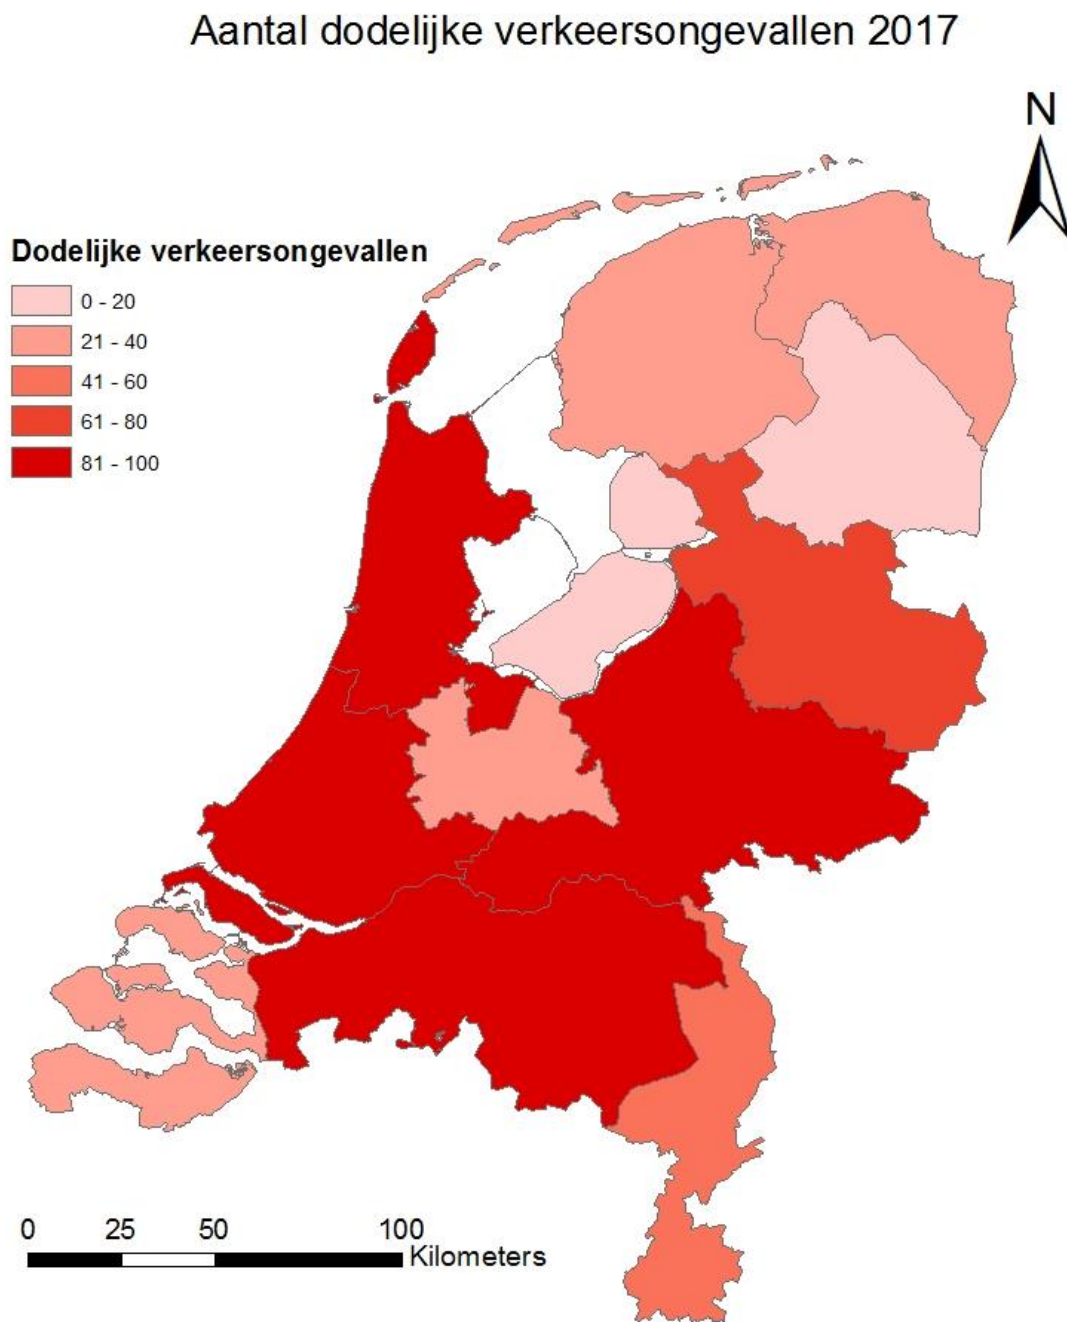 Aantal dodelijke verkeersongevallen 2017
N
Dodelijke verkeersongevallen
0 - 20
21 - 40
41 - 60
61 - 80
81 - 100
0 25 50 100
Kilometers